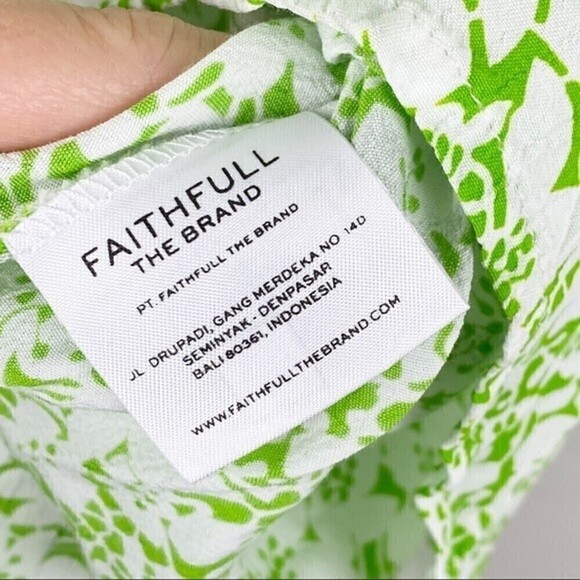 FAITHFULL
THE BRAND
PT. FAITHFULL THE BRAND
JL DRUPADI, GANG MERDEKA NO 14D
SEMINYAK - DENPASAR
BALI 80361, INDONESIA
WWW.FAITHFULLTHEBRAND.COM